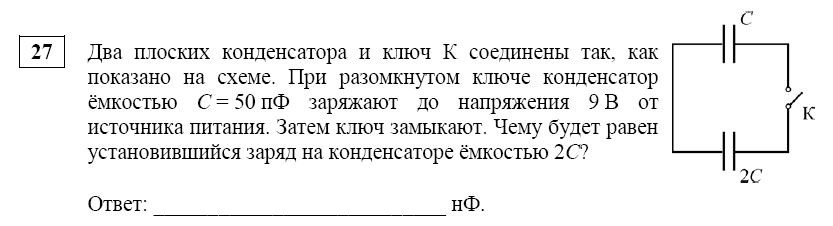 27
Два плоских конденсатора и ключ К соединены так, как
показано на схеме. При разомкнутом ключе конденсатор
ёмкостью C = 50 пФ заряжают до напряжения 9 В от
источника питания. Затем ключ замыкают. Чему будет равен
установившийся заряд на конденсаторе ёмкостью 2C?
Ответ: ___________________________ нФ.
C
К
2C